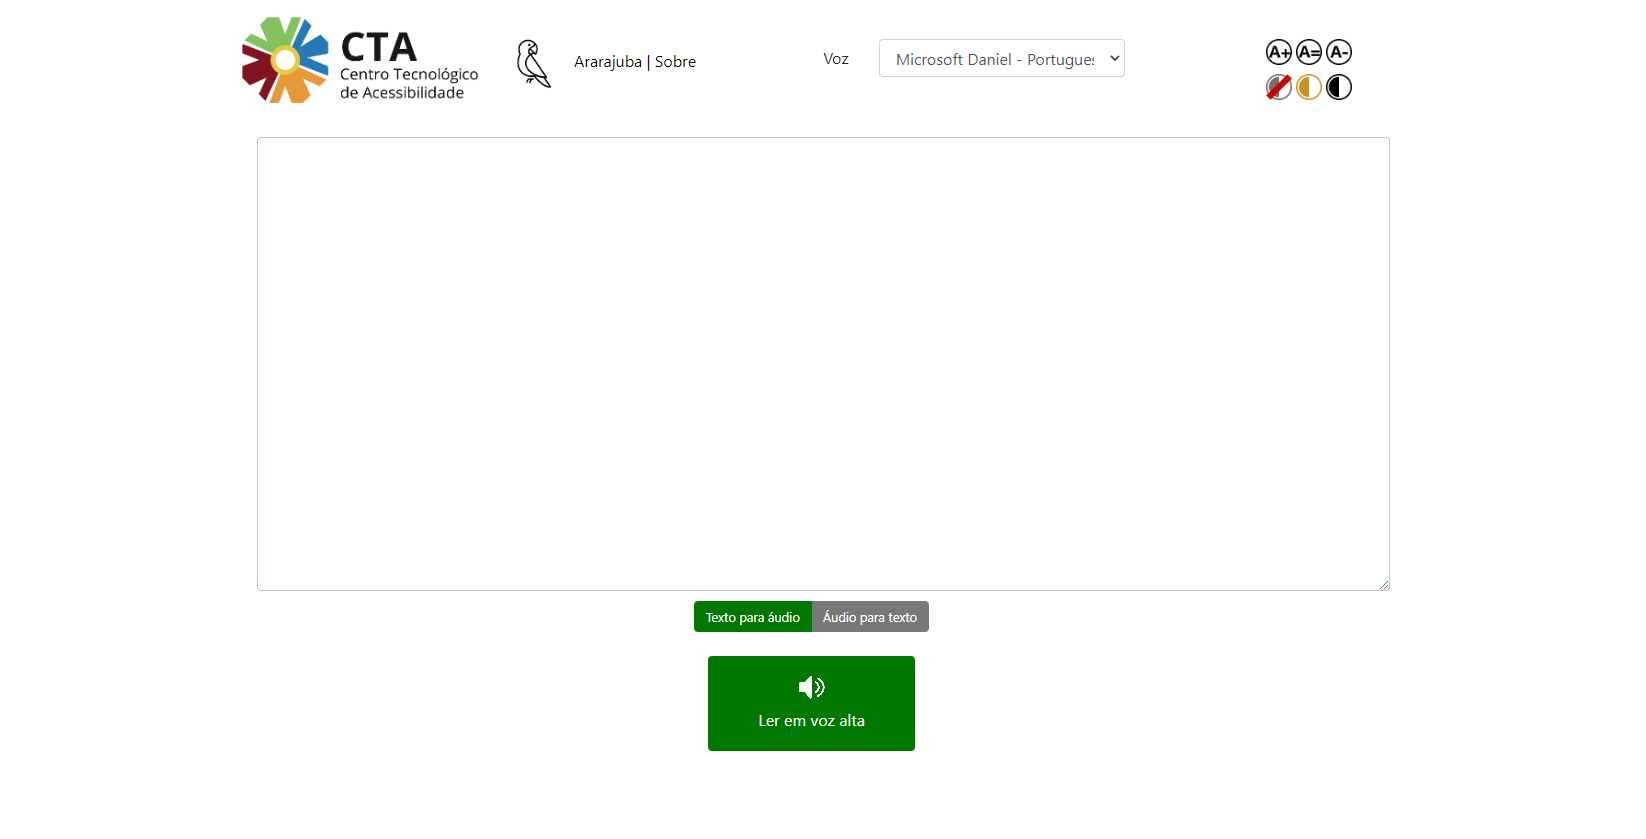 CTA
Centro Tecnológico
de Acessibilidade
Ararajuba | Sobre
Voz
Microsoft Daniel - Portugues
A+ A= A-
Texto para áudio
Áudio para texto
Ler em voz alta